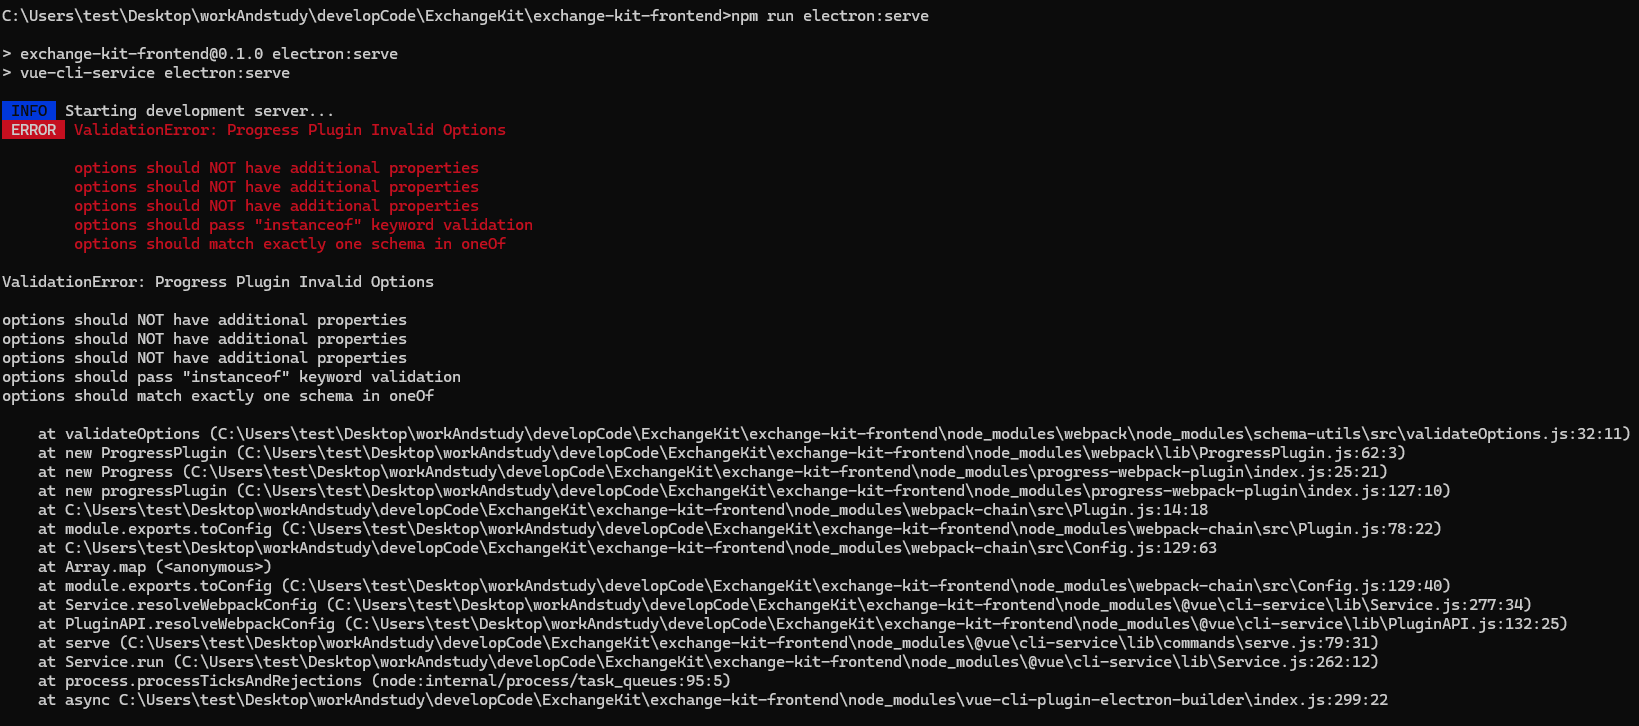 C:\Users\test\Desktop\workAndstudy\developCode\ExchangeKit\exchange-kit-frontend>npm run electron:serve
> exchange-kit-frontend@0.1.0 electron:serve
> vue-cli-service electron:serve
INFO Starting development server...
ERROR ValidationError: Progress Plugin Invalid Options
options should NOT have additional properties
options should NOT have additional properties
options should NOT have additional properties
options should pass "instanceof" keyword validation
options should match exactly one schema in oneOf
ValidationError: Progress Plugin Invalid Options
options should NOT have additional properties
options should NOT have additional properties
options should NOT have additional properties
options should pass "instanceof" keyword validation
options should match exactly one schema in oneOf
at validateOptions (C:\Users\test\Desktop\workAndstudy\developCode\ExchangeKit\exchange-kit-frontend\node_modules\webpack\node_modules\schema-utils\src\validateOptions.js:32:11)
at new ProgressPlugin (C:\Users\test\Desktop\workAndstudy\developCode\ExchangeKit\exchange-kit-frontend\node_modules\webpack\lib\ProgressPlugin.js:62:3)
at new Progress (C:\Users\test\Desktop\workAndstudy\developCode\ExchangeKit\exchange-kit-frontend\node_modules\progress-webpack-plugin\index.js:25:21)
at new progressPlugin (C:\Users\test\Desktop\workAndstudy\developCode\ExchangeKit\exchange-kit-frontend\node_modules\progress-webpack-plugin\index.js:127:10)
at C:\Users\test\Desktop\workAndstudy\developCode\ExchangeKit\exchange-kit-frontend\node_modules\webpack-chain\src\Plugin.js:14:18
at module.exports.toConfig (C:\Users\test\Desktop\workAndstudy\developCode\ExchangeKit\exchange-kit-frontend\node_modules\webpack-chain\src\Plugin.js:78:22)
at C:\Users\test\Desktop\workAndstudy\developCode\ExchangeKit\exchange-kit-frontend\node_modules\webpack-chain\src\Config.js:129:63
at Array.map (<anonymous>)
at module.exports.toConfig (C:\Users\test\Desktop\workAndstudy\developCode\ExchangeKit\exchange-kit-frontend\node_modules\webpack-chain\src\Config.js:129:40)
at Service.resolveWebpackConfig (C:\Users\test\Desktop\workAndstudy\developCode\ExchangeKit\exchange-kit-frontend\node_modules\@vue\cli-service\lib\Service.js:277:34)
at PluginAPI.resolveWebpackConfig (C:\Users\test\Desktop\workAndstudy\developCode\ExchangeKit\exchange-kit-frontend\node_modules\@vue\cli-service\lib\PluginAPI.js:132:25)
at serve (C:\Users\test\Desktop\workAndstudy\developCode\ExchangeKit\exchange-kit-frontend\node_modules\@vue\cli-service\lib\commands\serve.js:79:31)
at Service.run (C:\Users\test\Desktop\workAndstudy\developCode\ExchangeKit\exchange-kit-frontend\node_modules\@vue\cli-service\lib\Service.js:262:12)
at process.processTicksAndRejections (node:internal/process/task_queues:95:5)
at async C:\Users\test\Desktop\workAndstudy\developCode\ExchangeKit\exchange-kit-frontend\node_modules\vue-cli-plugin-electron-builder\index.js:299:22